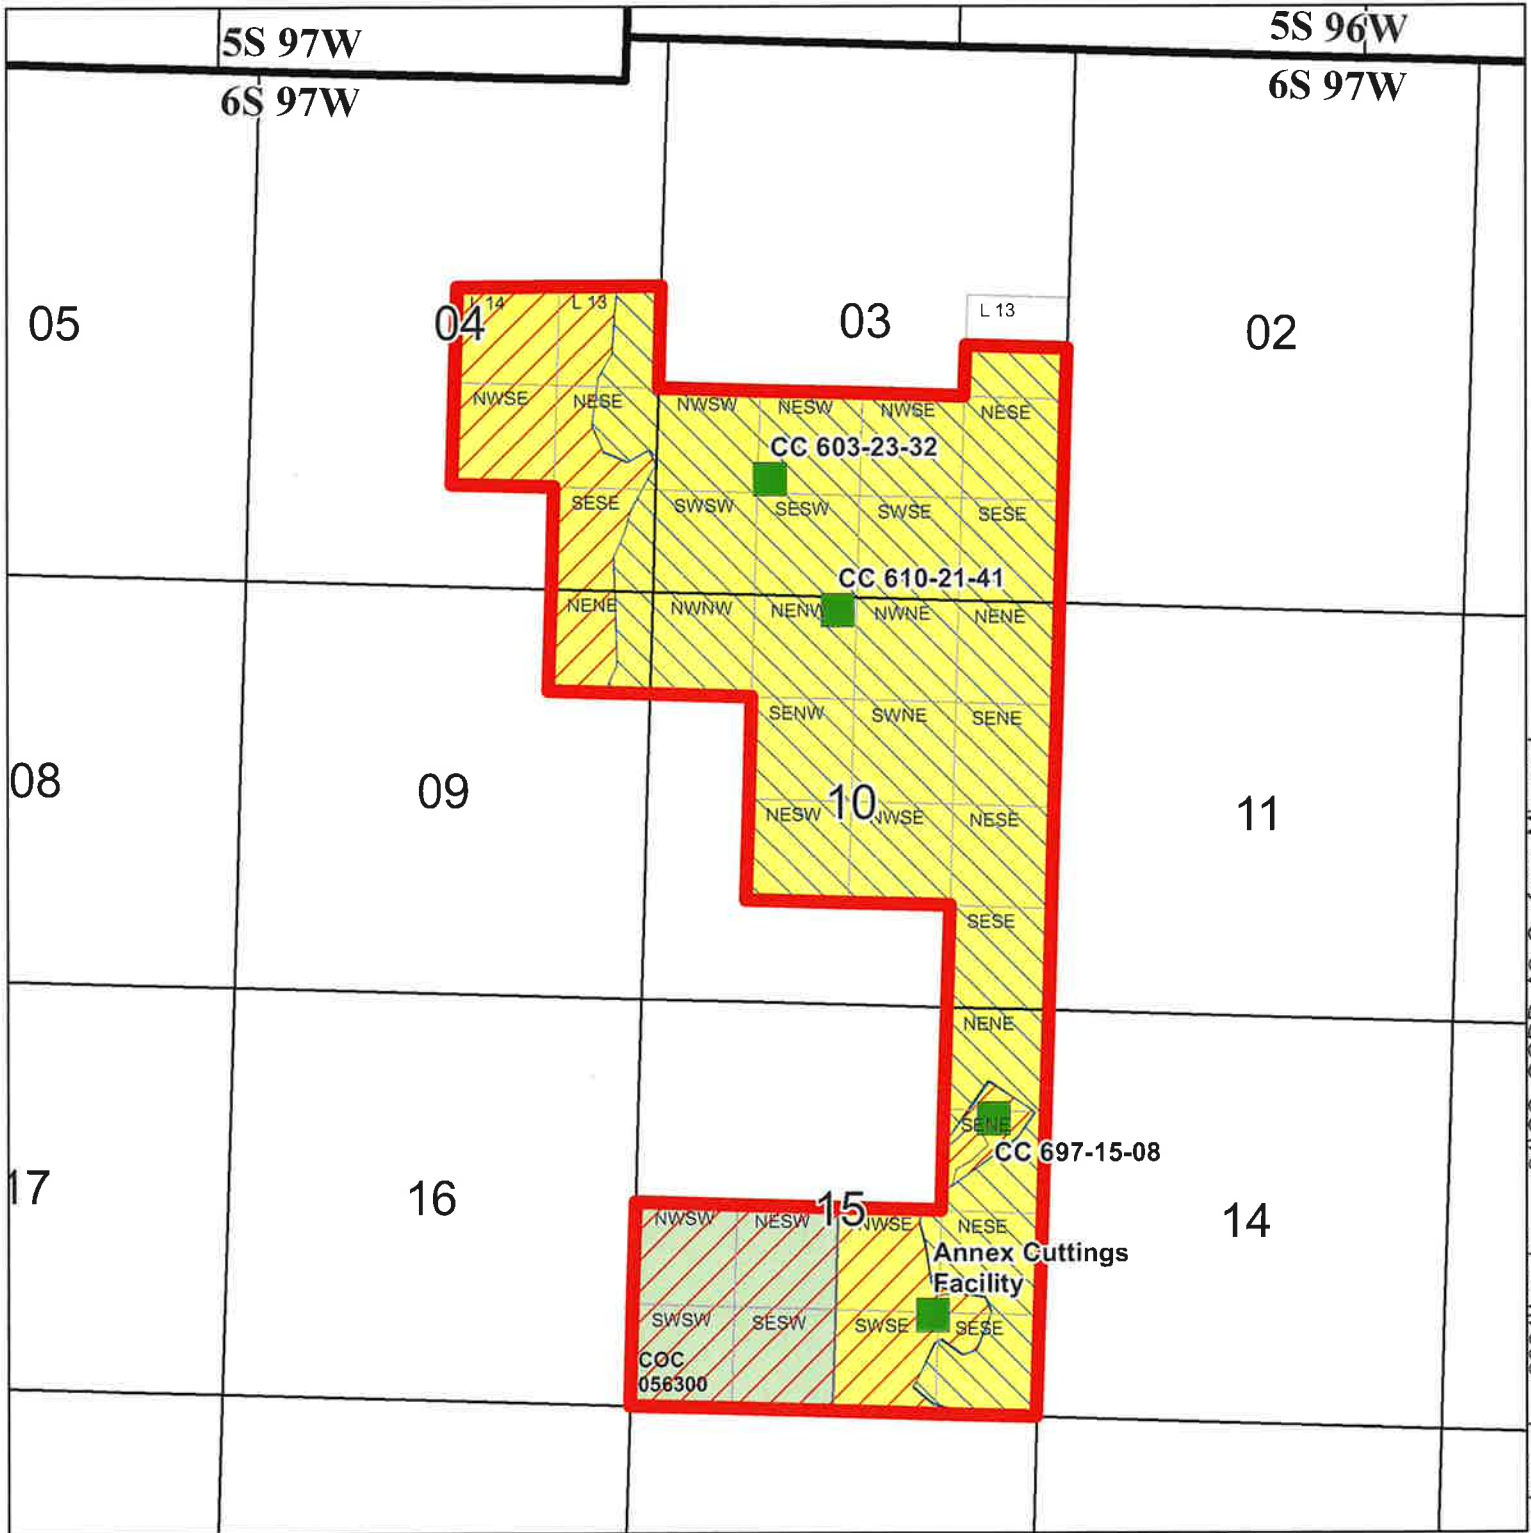 5S 97W
5S 96W
6S 97W
6S 97W
05
04
L 14
L 13
03
L 13
02
NWSE
NESE
NWSW
NESW
NWSE
NESE
CC 603-23-32
SESE
SWSW
SESW
SWSE
SESE
CC 610-21-41
NENE
NWNW
NENW
NWNE
NENE
SENW
SWNE
SENE
08
09
10
11
NESW
NWSE
NESE
SESE
NENE
SENE
CC 697-15-08
17
16
15
14
NWSW
NESW
NWSE
NESE
Annex Cuttings
Facility
SWSW
SESW
SWSE
SESE
COC
056300